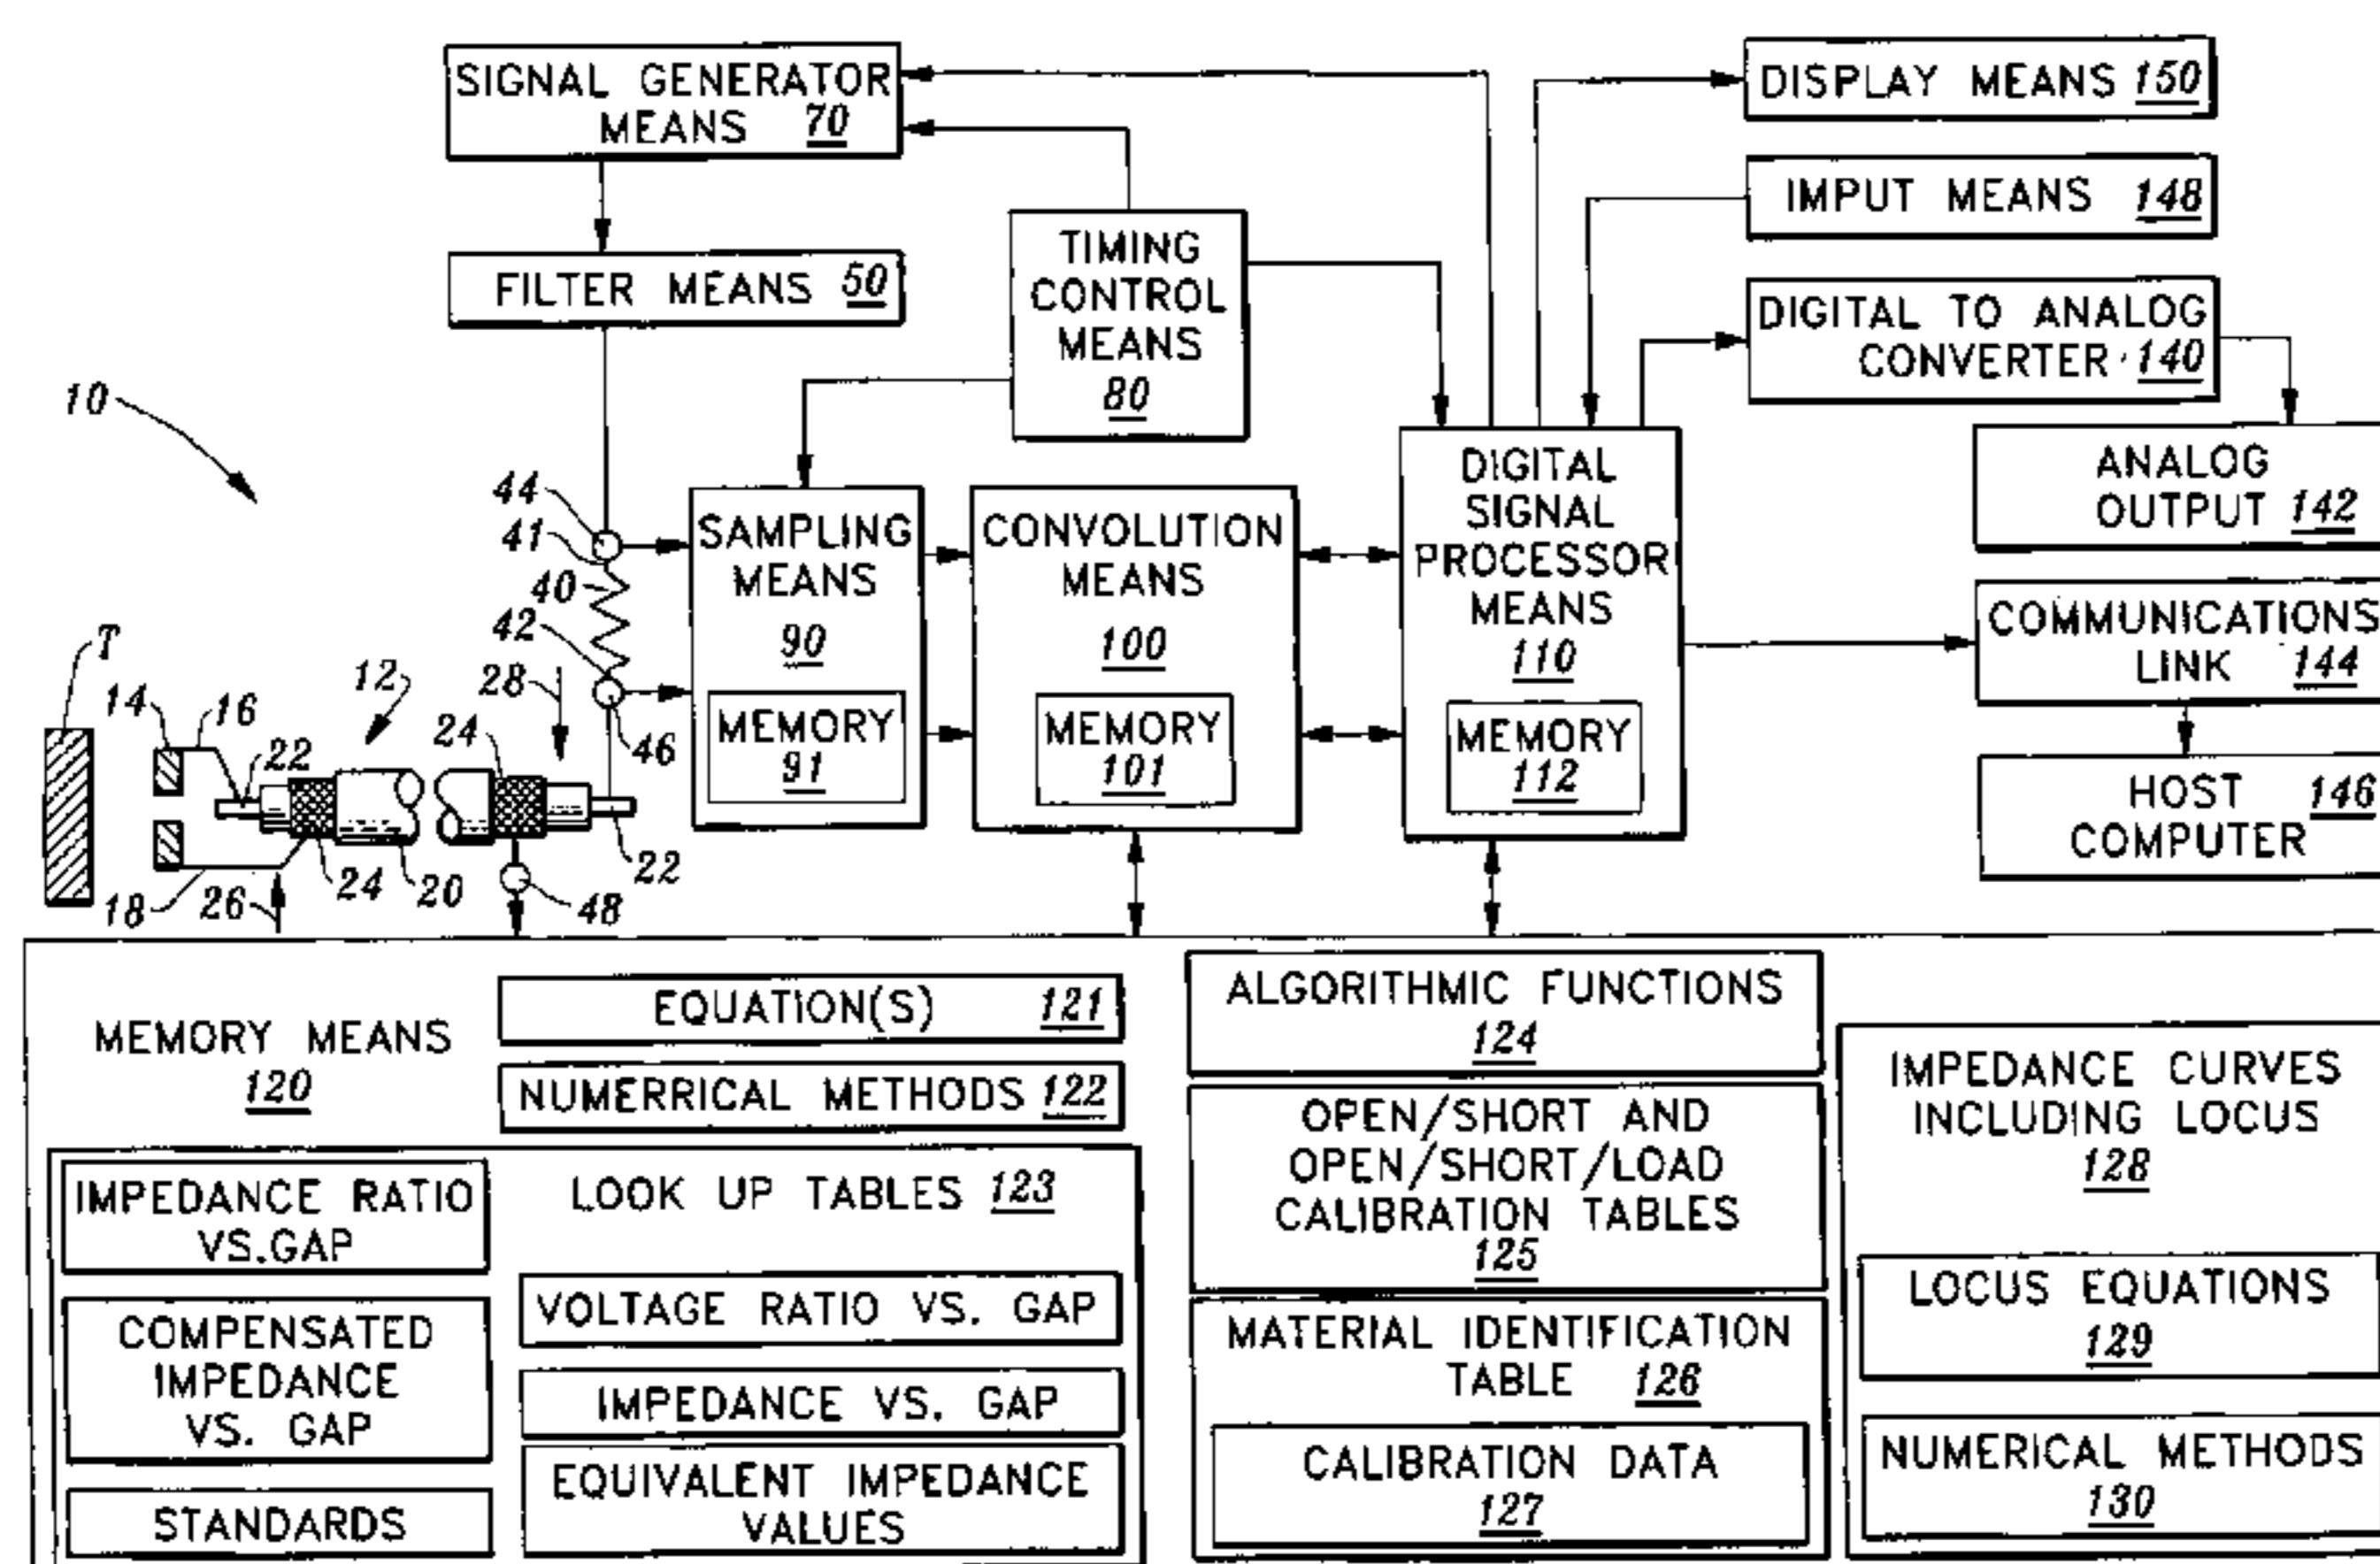 SIGNAL GENERATOR
MEANS 70
DISPLAY MEANS 150
IMPUT MEANS 148
FILTER MEANS 50
TIMING
CONTROL
MEANS
80
DIGITAL TO ANALOG
CONVERTER 140
10
ANALOG
OUTPUT 142
44
41
40
42
SAMPLING
MEANS
90
MEMORY
91
CONVOLUTION
MEANS
100
MEMORY
101
DIGITAL
SIGNAL
PROCESSOR
MEANS
110
MEMORY
112
COMMUNICATIONS
LINK 144
HOST 146
COMPUTER
T
14
16
12
28
24
46
22
18
26
24
20
48
22
MEMORY MEANS
120
EQUATION(S) 121
NUMERRICAL METHODS 122
LOOK UP TABLES 123
IMPEDANCE RATIO
VS.GAP
COMPENSATED
IMPEDANCE
VS. GAP
STANDARDS
VOLTAGE RATIO VS. GAP
IMPEDANCE VS. GAP
EQUIVALENT IMPEDANCE
VALUES
ALGORITHMIC FUNCTIONS
124
OPEN/SHORT AND
OPEN/SHORT/LOAD
CALIBRATION TABLES
125
MATERIAL IDENTIFICATION
TABLE 126
CALIBRATION DATA
127
IMPEDANCE CURVES
INCLUDING LOCUS
128
LOCUS EQUATIONS
129
NUMERICAL METHODS
130